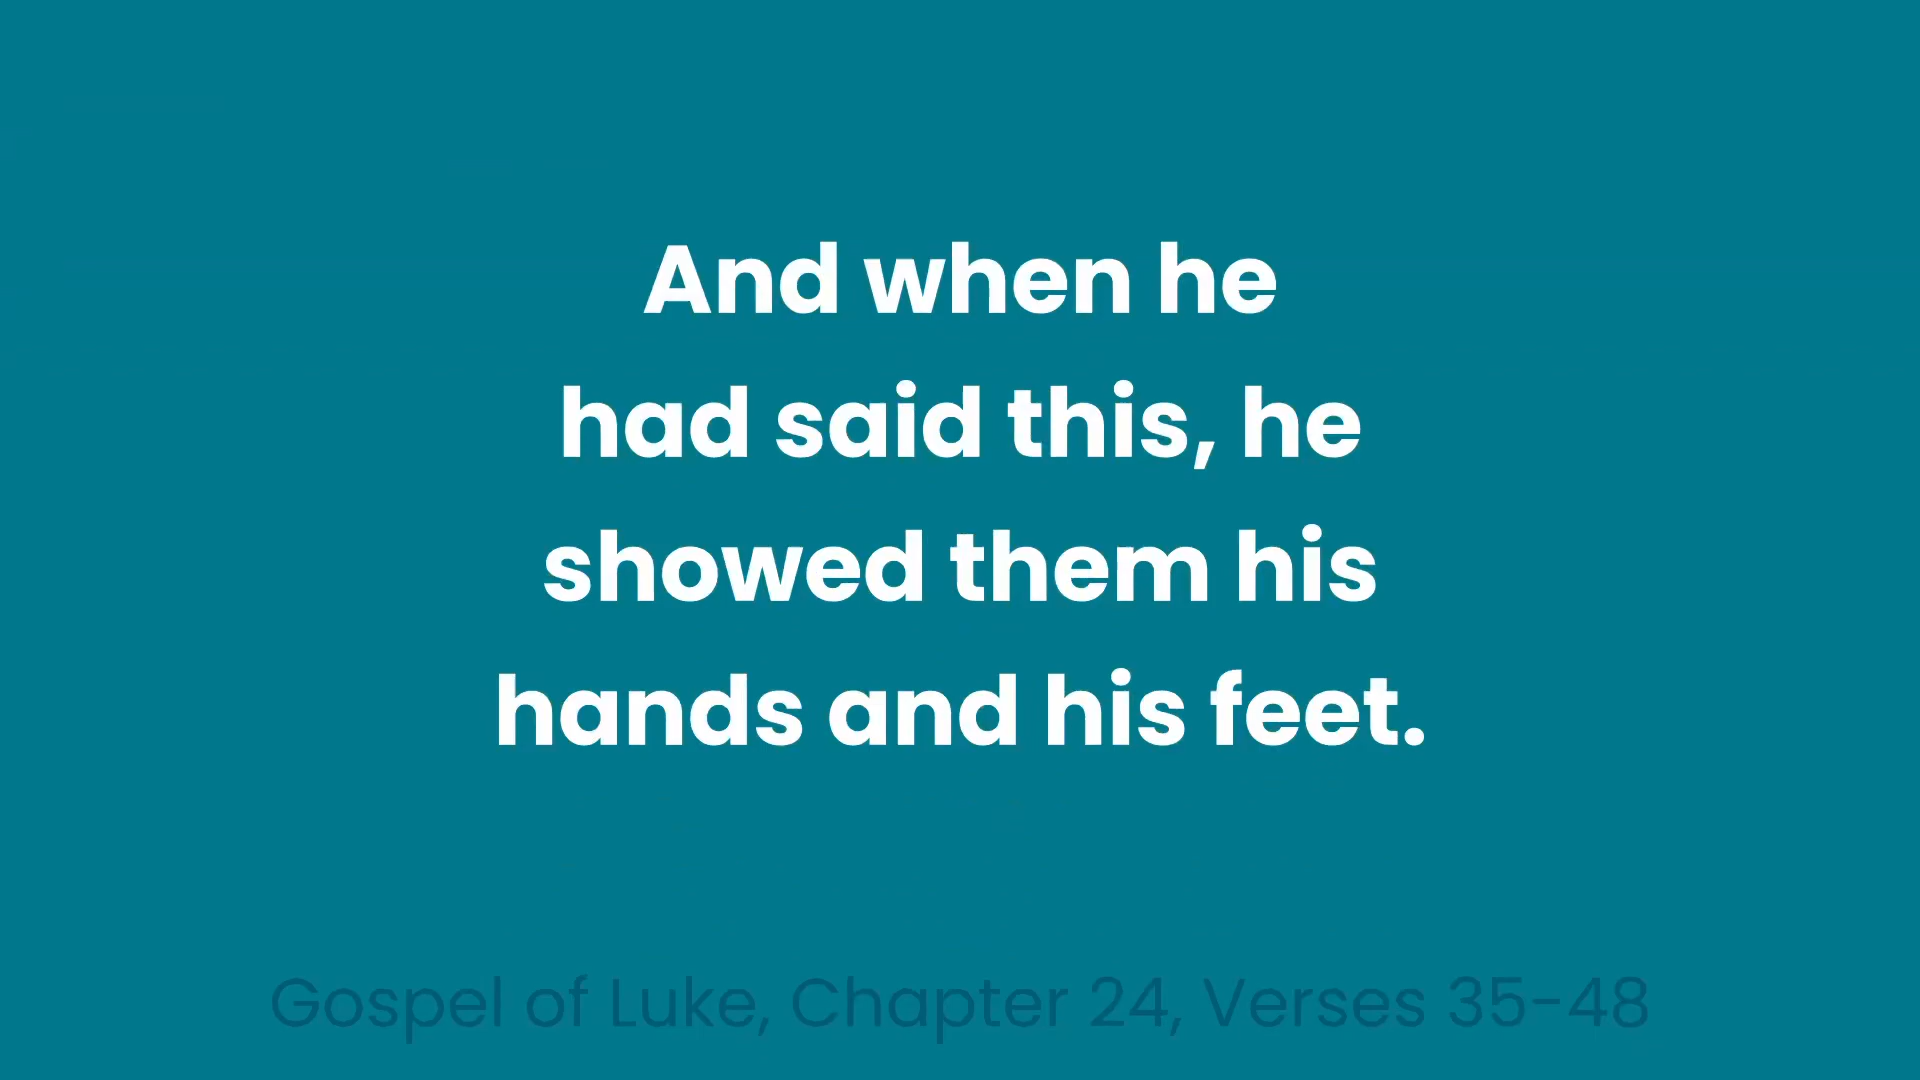 And when he
had said this, he
showed them his
hands and his feet.
Gospel of Luke, Chapter 24, Verses 35-48